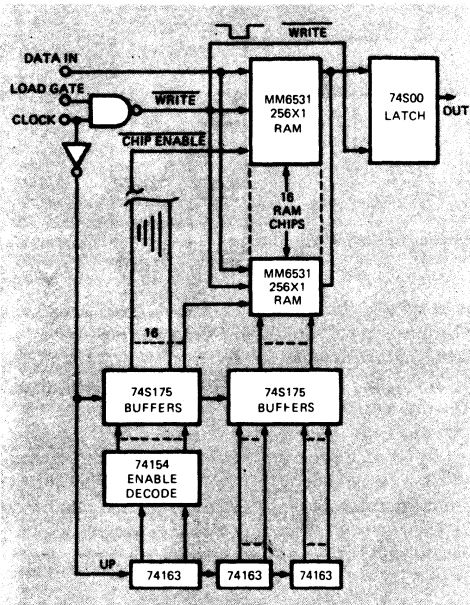 WRITE
DATA IN
LOAD GATE
CLOCK
WRITE
CHIP ENABLE
MM6531
256X1
RAM
74S00
LATCH
OUT
16
RAM
CHIPS
MM6531
256X1
RAM
16
74S175
BUFFERS
74S175
BUFFERS
74154
ENABLE
DECODE
UP
74163
74163
74163